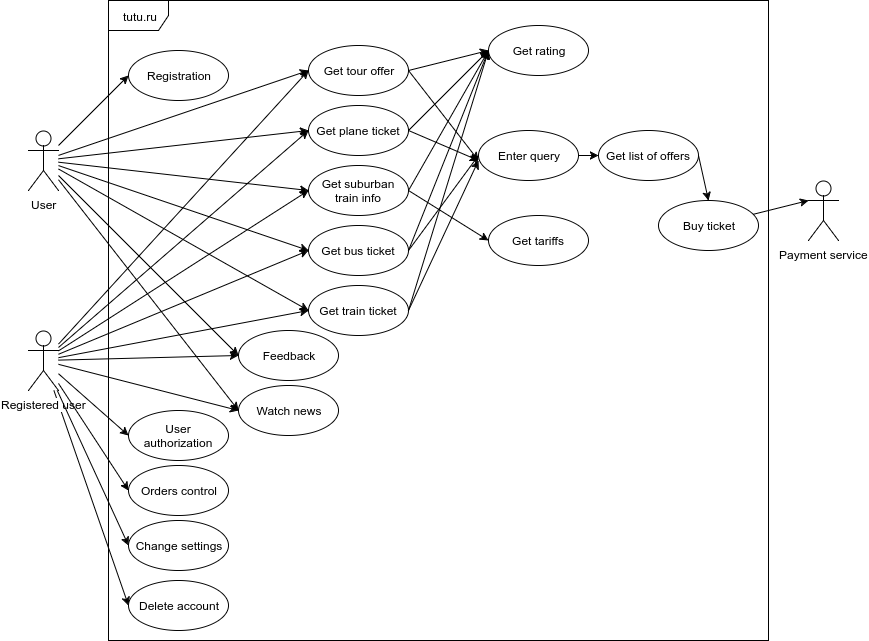 tutu.ru
Registration
Get tour offer
Get rating
Get plane ticket
Enter query
Get list of offers
Get suburban
train info
User
Get tariffs
Buy ticket
Payment service
Get bus ticket
Get train ticket
Feedback
Registered user
Watch news
User
authorization
Orders control
Change settings
Delete account